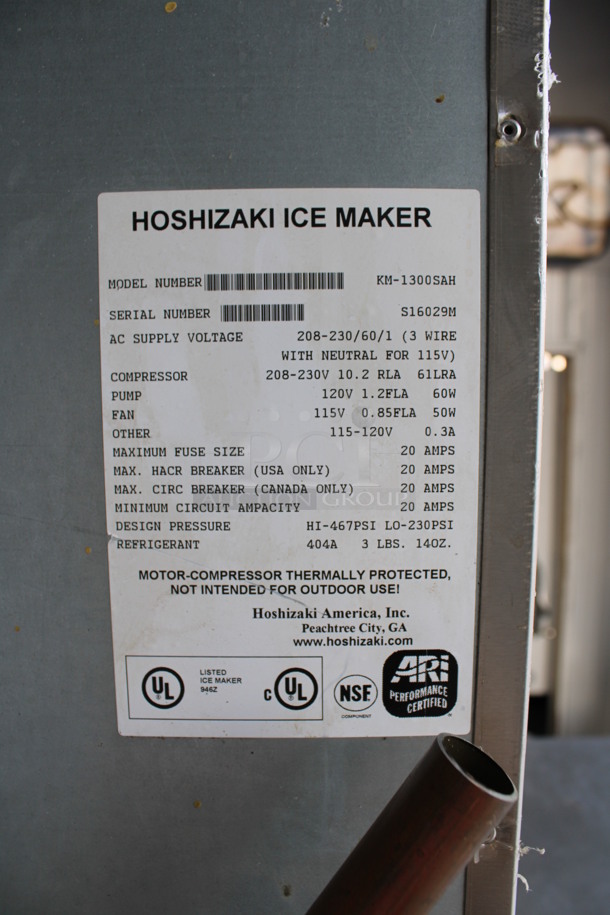 HOSHIZAKI ICE MAKER
MODEL NUMBER KM-1300SAH
SERIAL NUMBER S16029M
AC SUPPLY VOLTAGE 208-230/60/1 (3 WIRE
WITH NEUTRAL FOR 115V)
COMPRESSOR 208-230V 10.2 RLA 61LRA
PUMP 120V 1.2FLA 60W
FAN 115V 0.85FLA 50W
OTHER 115-120V 0.3A
MAXIMUM FUSE SIZE 20 AMPS
MAX. HACR BREAKER (USA ONLY) 20 AMPS
MAX. CIRC BREAKER (CANADA ONLY) 20 AMPS
MINIMUM CIRCUIT AMPACITY 20 AMPS
DESIGN PRESSURE HI-467PSI LO-230PSI
REFRIGERANT 404A 3 LBS. 14OZ.
MOTOR-COMPRESSOR THERMALLY PROTECTED,
NOT INTENDED FOR OUTDOOR USE!
Hoshizaki America, Inc.
Peachtree City, GA
www.hoshizaki.com
UL LISTED
ICE MAKER
946Z
C UL
NSF
COMPONENT
ARi
PERFORMANCE
CERTIFIED
PCI
AUCTION GROUP